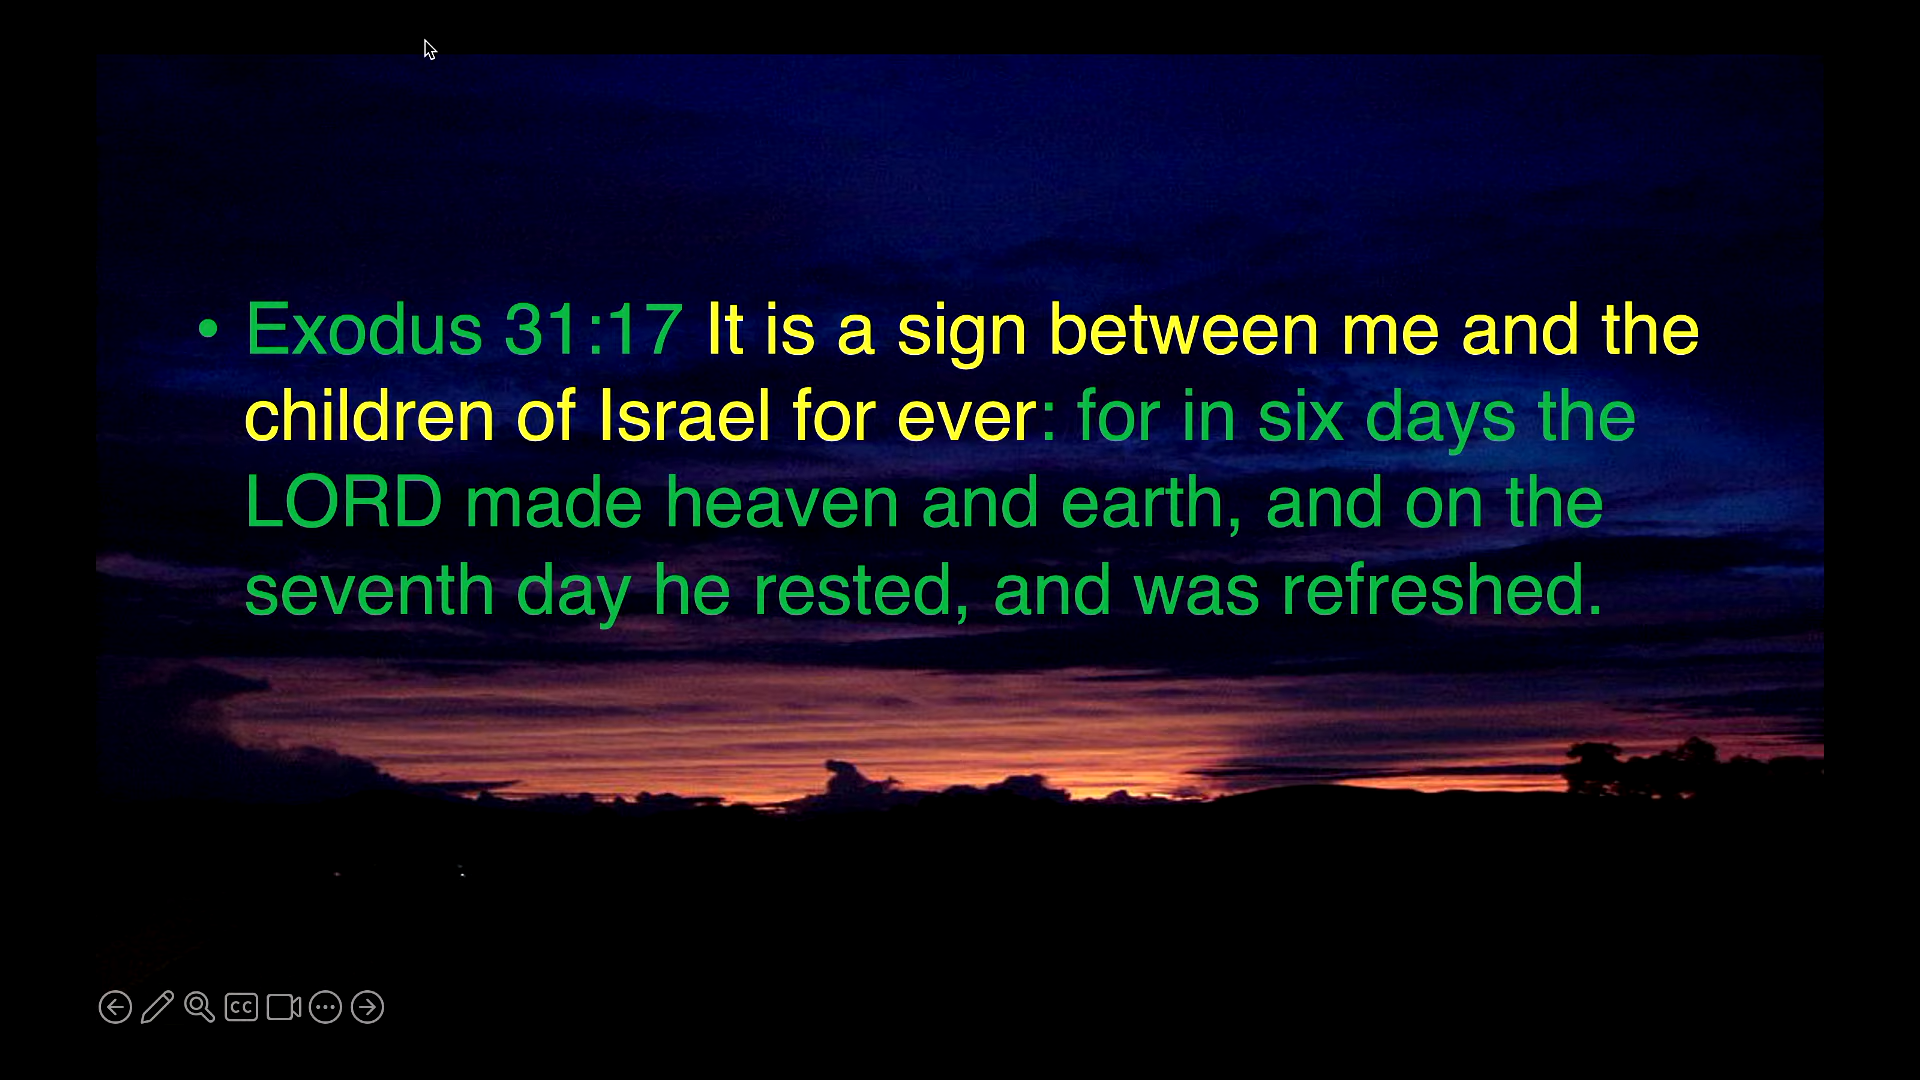 • Exodus 31:17 It is a sign between me and the
children of Israel for ever: for in six days the
LORD made heaven and earth, and on the
seventh day he rested, and was refreshed.
CC